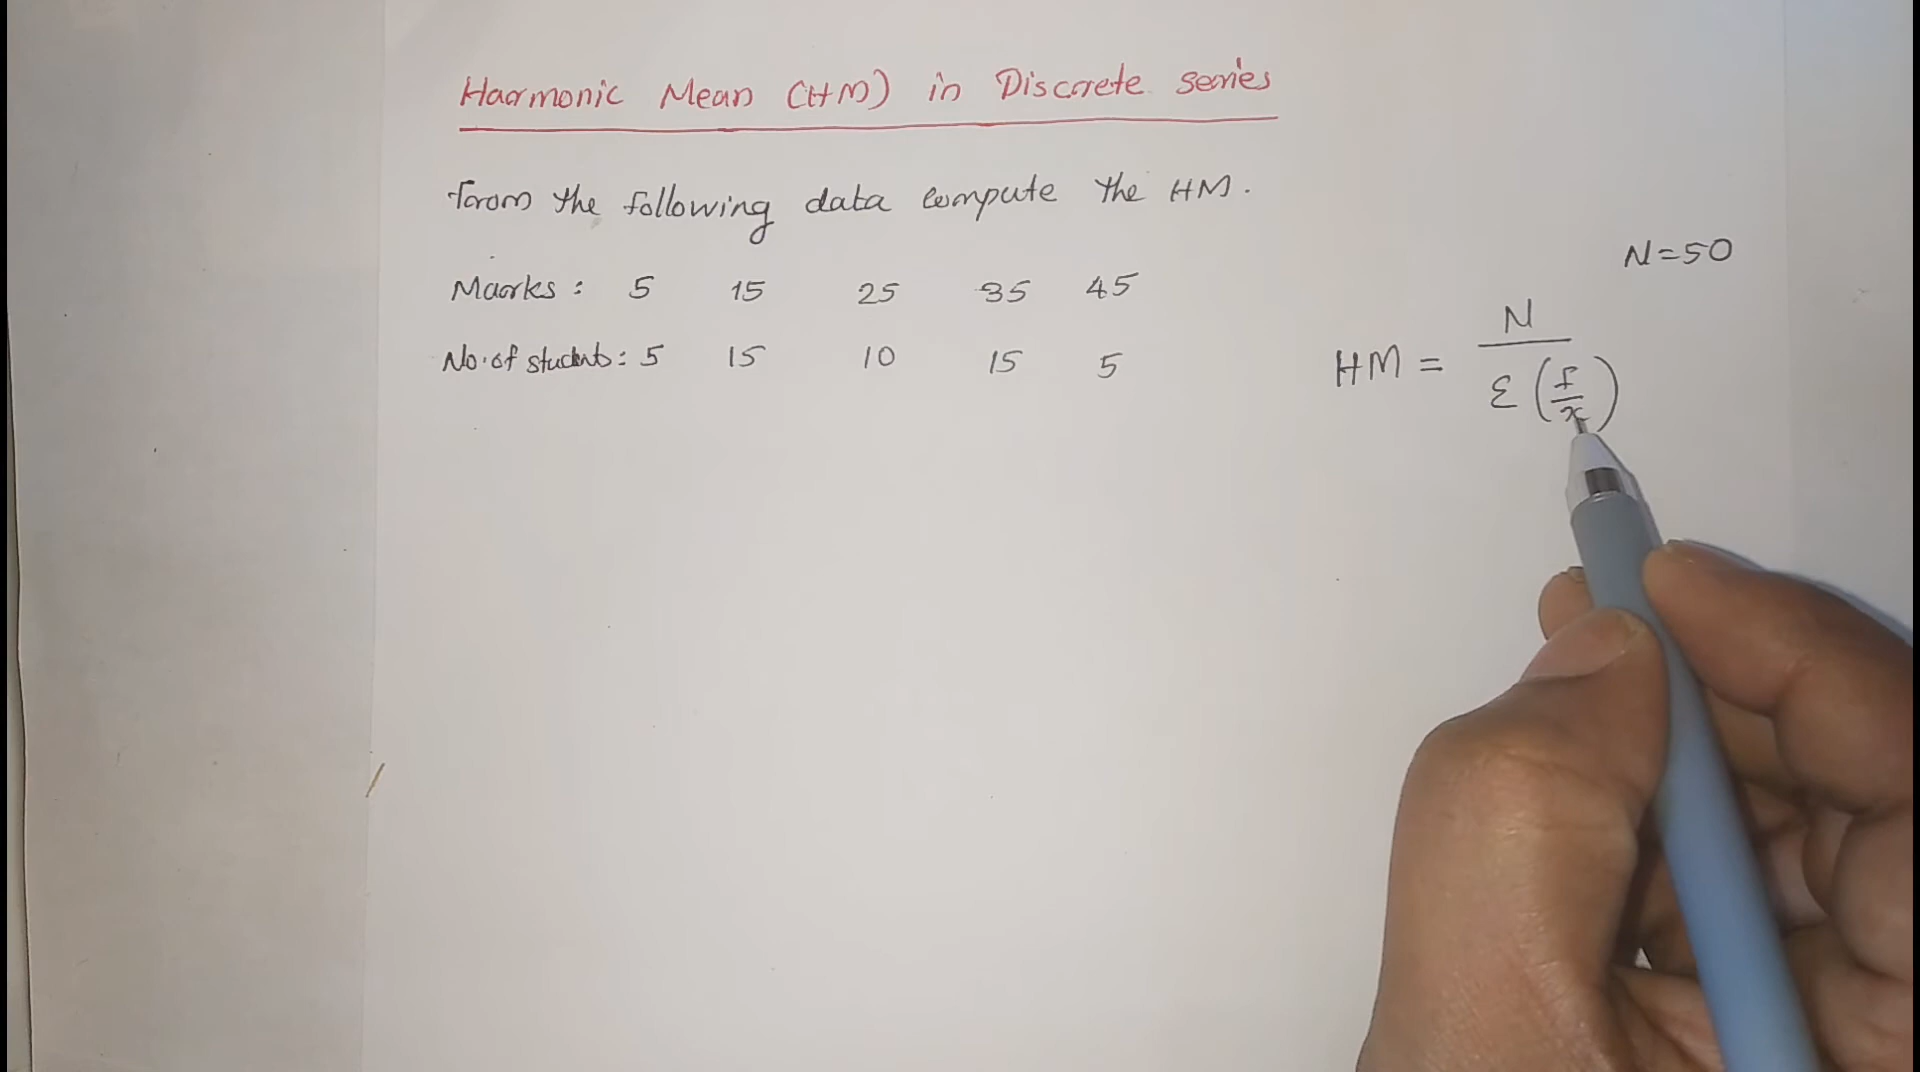 Harmonic Mean (HM) in Discrete series
From the following data compute the HM.
Marks : 5 15 25 35 45
No. of students : 5 15 10 15 5
N = 50
HM = N / Σ (f/x)